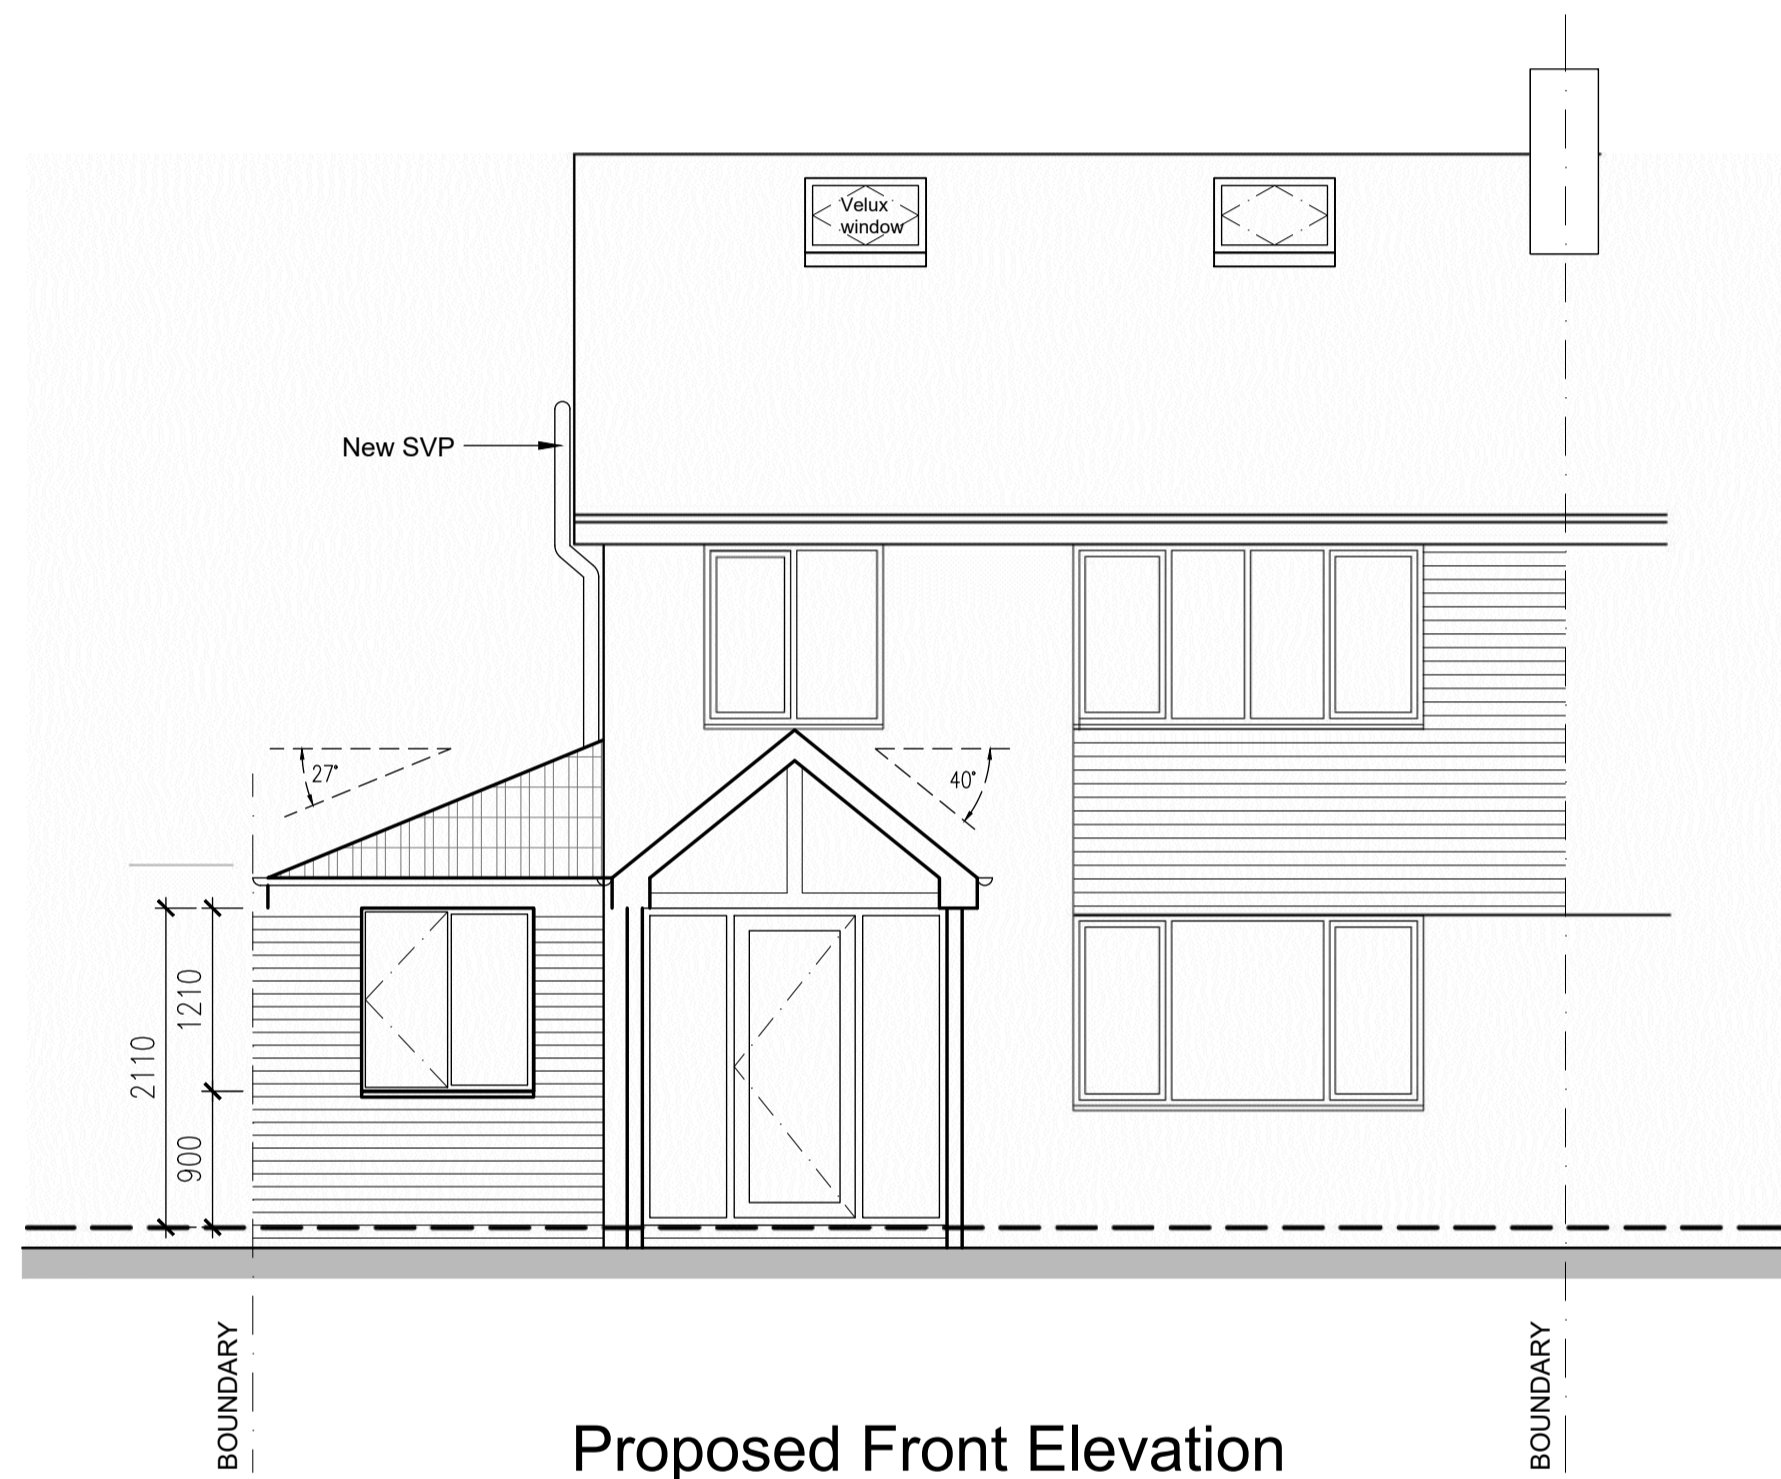 Velux
window
New SVP
27°
40°
1210
2110
900
BOUNDARY
BOUNDARY
Proposed Front Elevation